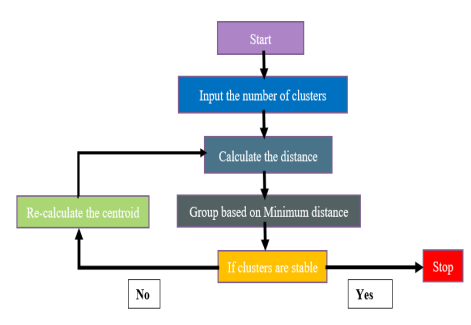 Start
Input the number of clusters
Calculate the distance
Re-calculate the centroid
Group based on Minimum distance
If clusters are stable
Stop
No
Yes